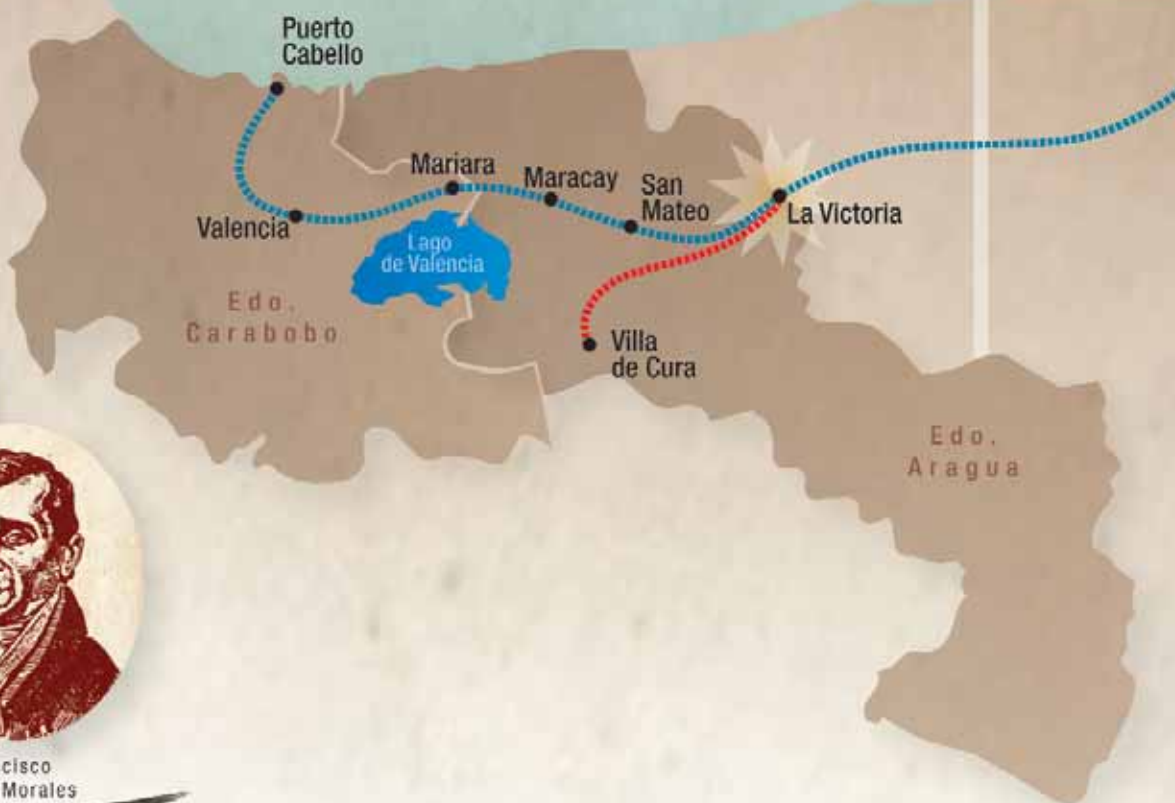 Puerto
Cabello
Mariara
Maracay
San
Mateo
La Victoria
Valencia
Lago
de Valencia
Edo.
Carabobo
Villa
de Cura
Edo.
Aragua
cisco
Morales